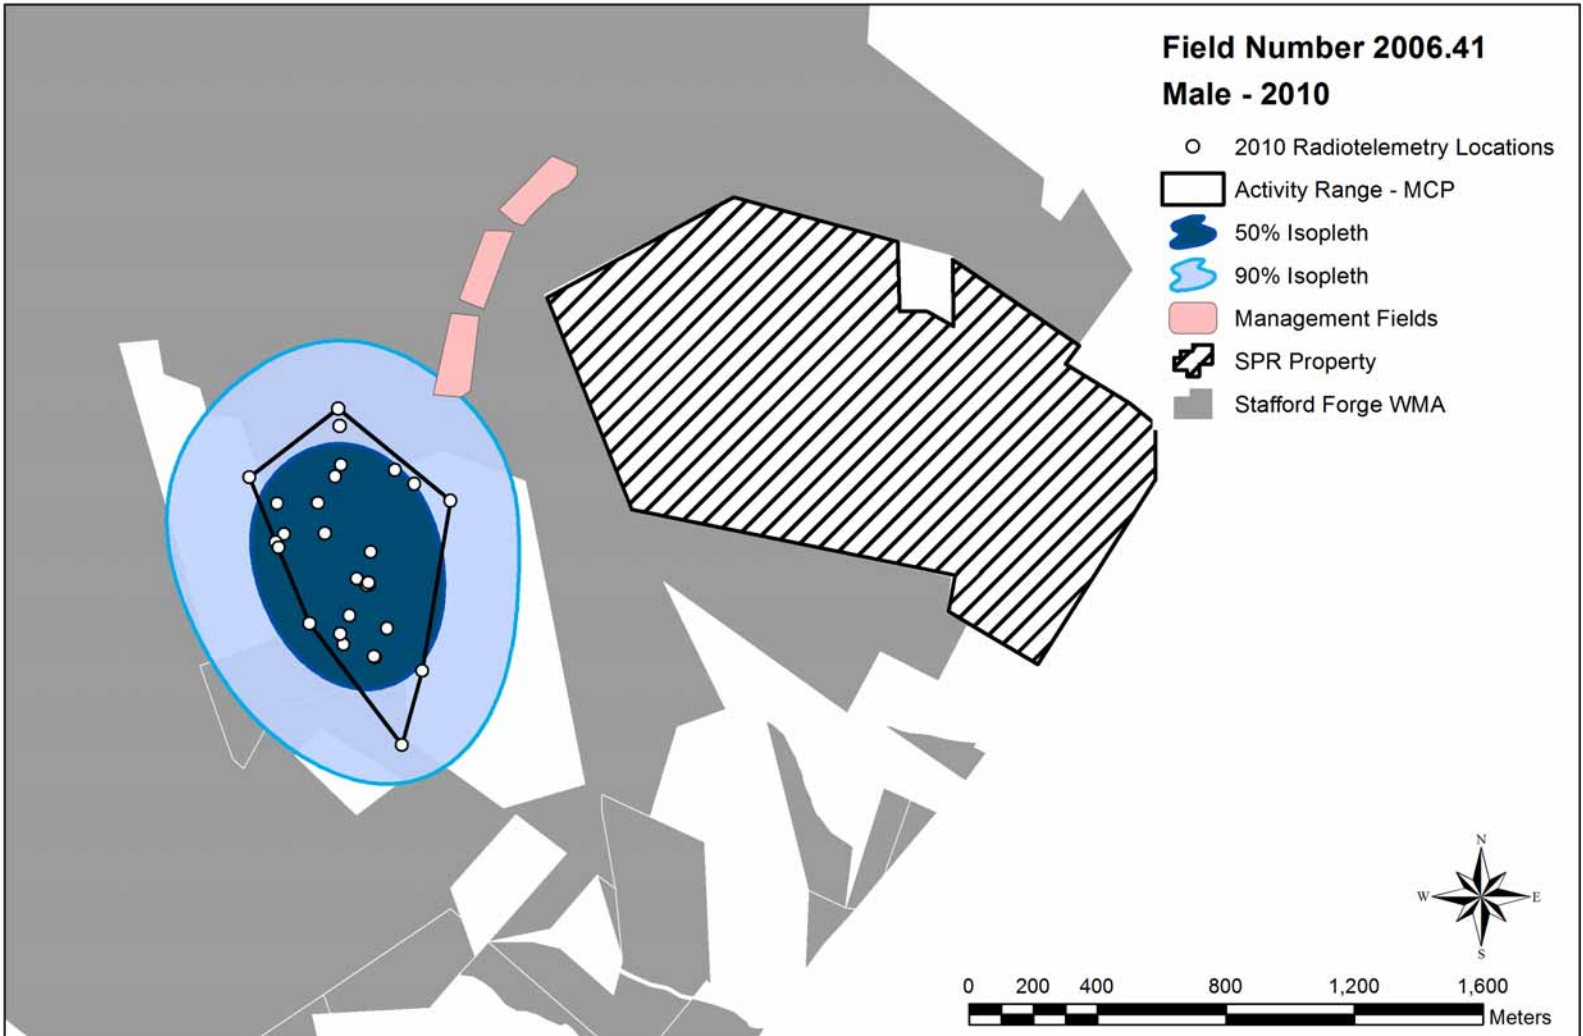 Field Number 2006.41
Male - 2010
2010 Radiotelemetry Locations
Activity Range - MCP
50% Isopleth
90% Isopleth
Management Fields
SPR Property
Stafford Forge WMA
N
W E
S
0 200 400 800 1,200 1,600
Meters